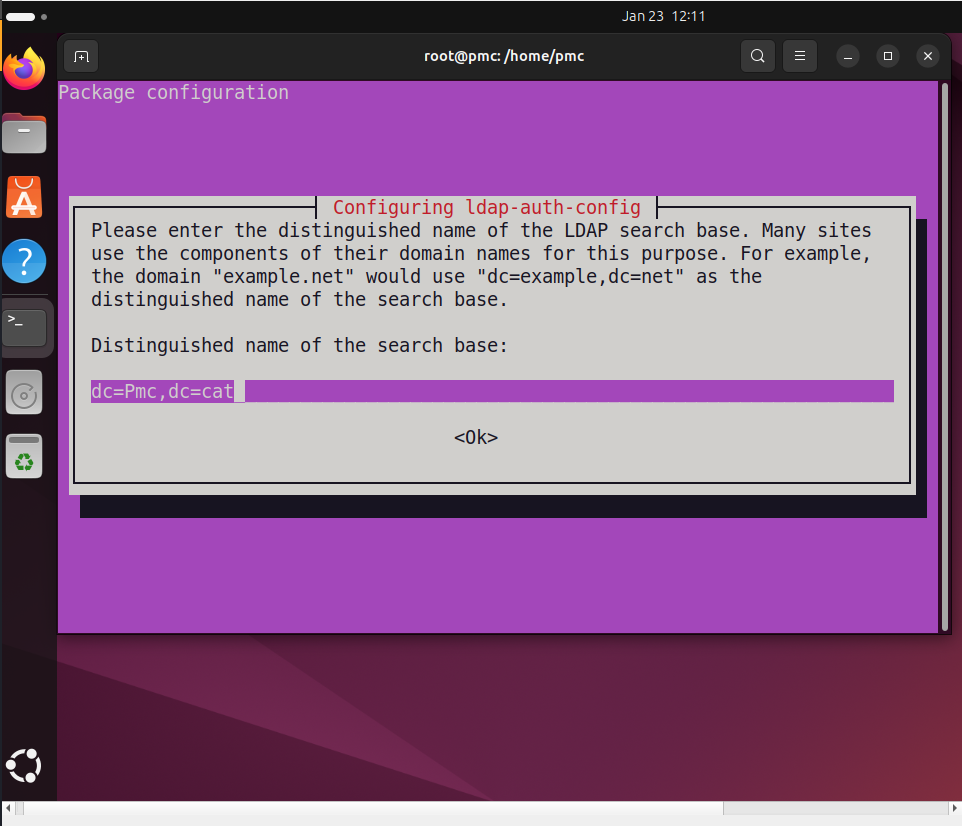 Jan 23 12:11
root@pmc: /home/pmc
Package configuration
Configuring ldap-auth-config
Please enter the distinguished name of the LDAP search base. Many sites
use the components of their domain names for this purpose. For example,
the domain "example.net" would use "dc=example,dc=net" as the
distinguished name of the search base.
Distinguished name of the search base:
dc=Pmc,dc=cat
<Ok>